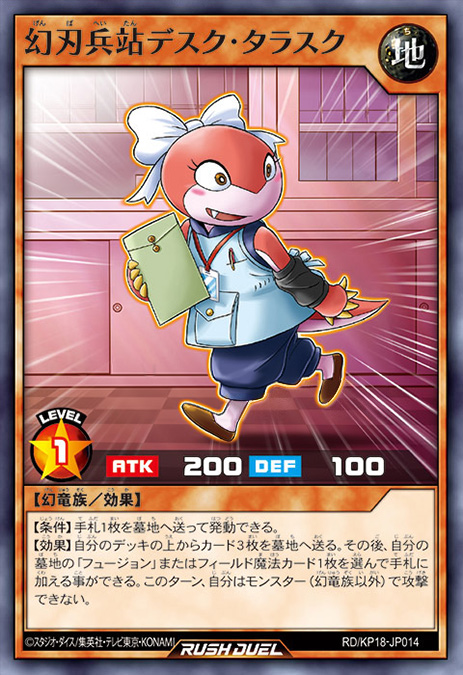 幻刃兵站デスク・タラスク
地
LEVEL
1
ATK 200 DEF 100
【幻竜族／効果】
【条件】手札1枚を墓地へ送って発動できる。
【効果】自分のデッキの上からカード3枚を墓地へ送る。その後、自分の
墓地の「フュージョン」またはフィールド魔法カード1枚を選んで手札に
加える事ができる。このターン、自分はモンスター（幻竜族以外）で攻撃
できない。
©スタジオ・ダイス/集英社・テレビ東京・KONAMI
RUSH DUEL
RD/KP18-JP014